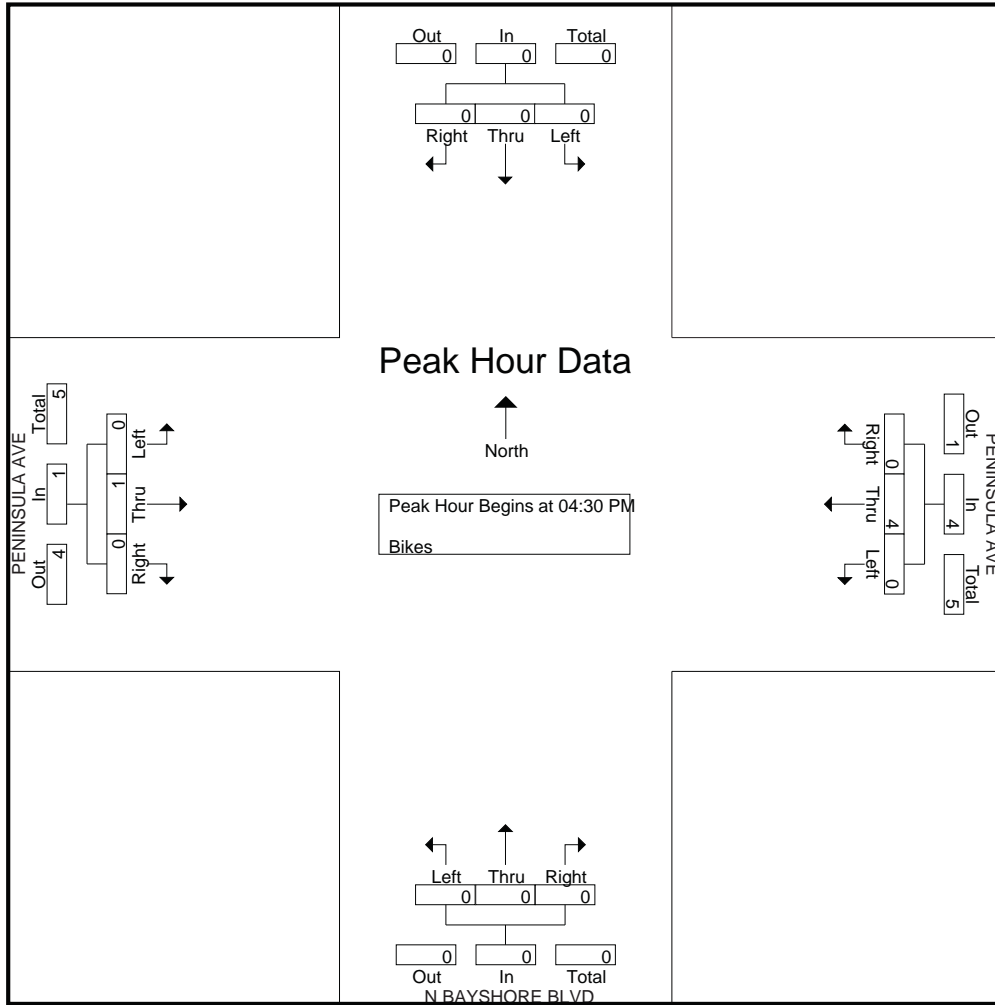 Out In Total
0 0 0
0 0 0
Right Thru Left
Peak Hour Data
North
Peak Hour Begins at 04:30 PM
Bikes
PENINSULA AVE
Out In Total
4 1 5
0 1 0
Left Thru Right
PENINSULA AVE
Out In Total
1 4 5
0 4 0
Right Thru Left
Left Thru Right
0 0 0
0 0 0
Out In Total
N BAYSHORE BLVD